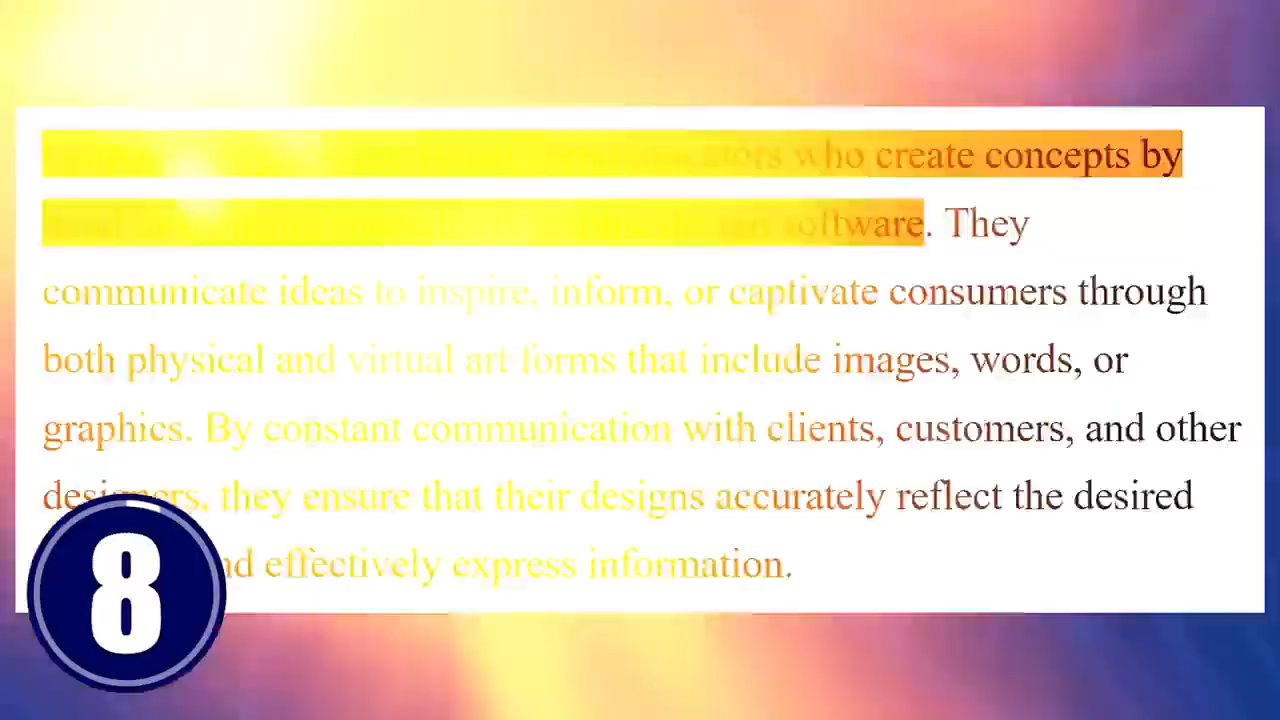 who create concepts by
software. They
communicate ideas to inspire, inform, or captivate consumers through
both physical and virtual art forms that include images, words, or
graphics. By constant communication with clients, customers, and other
designers, they ensure that their designs accurately reflect the desired
effectively express information.
8